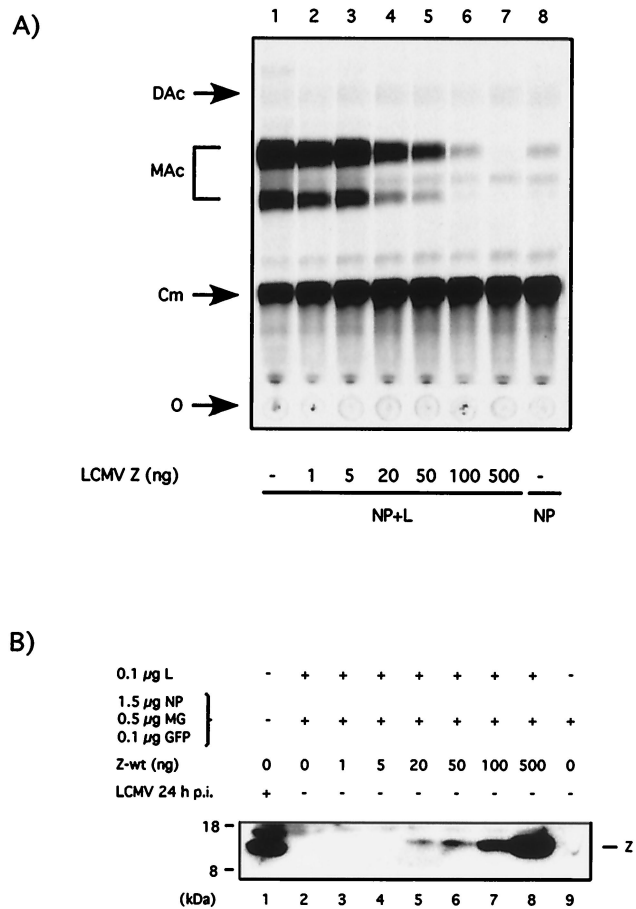 A)
1 2 3 4 5 6 7 8
DAc
MAc
Cm
O
LCMV Z (ng) - 1 5 20 50 100 500 -
NP+L NP
B)
0.1 µg L - + + + + + + + -
1.5 µg NP
0.5 µg MG - + + + + + + + +
0.1 µg GFP
Z-wt (ng) 0 0 1 5 20 50 100 500 0
LCMV 24 h p.i. + - - - - - - - -
18 -
– Z
8 -
(kDa) 1 2 3 4 5 6 7 8 9